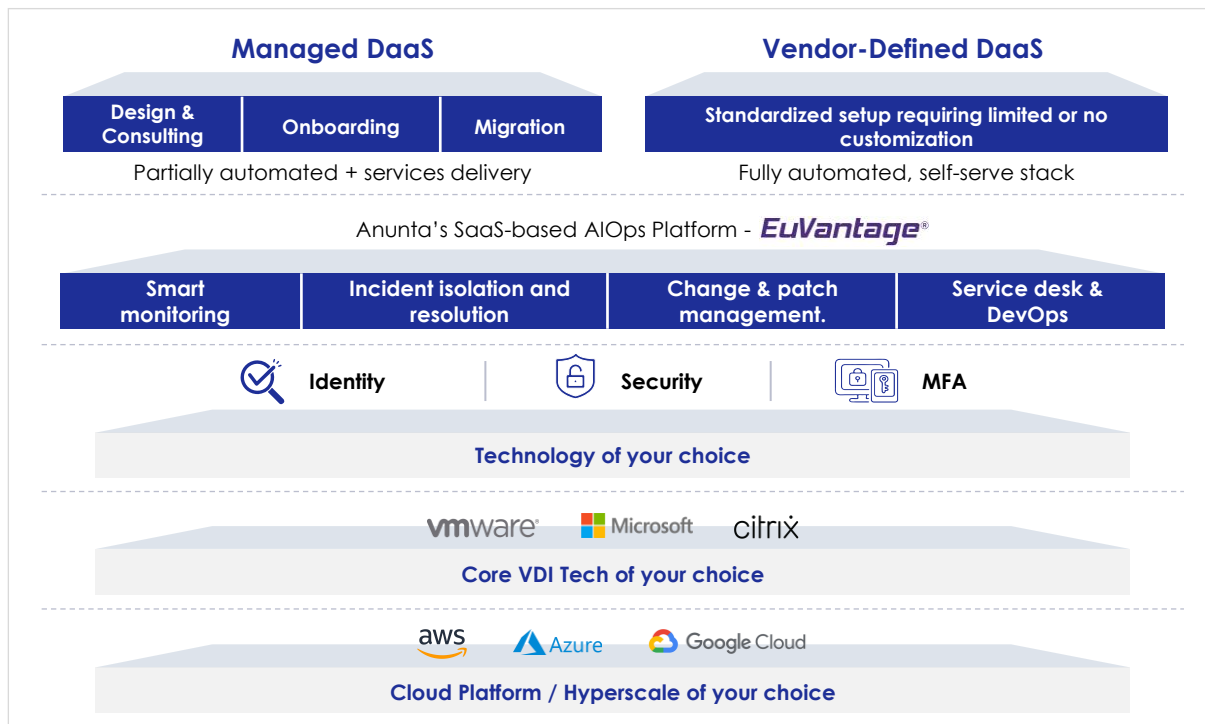 Managed DaaS
Vendor-Defined DaaS
Design &
Consulting
Onboarding
Migration
Standardized setup requiring limited or no
customization
Partially automated + services delivery
Fully automated, self-serve stack
Anunta’s SaaS-based AIOps Platform - EuVantage®
Smart
monitoring
Incident isolation and
resolution
Change & patch
management.
Service desk &
DevOps
Identity
Security
MFA
Technology of your choice
vmware®
Microsoft
citrix
Core VDI Tech of your choice
aws
Azure
Google Cloud
Cloud Platform / Hyperscale of your choice